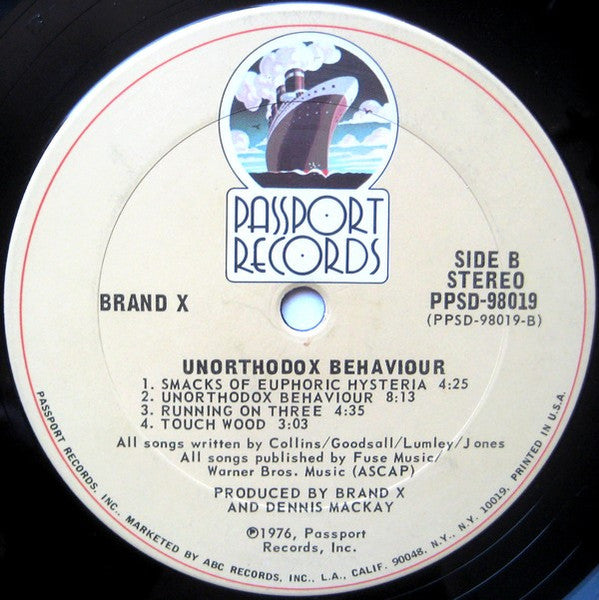 PASSPORT
RECORDS
BRAND X
SIDE B
STEREO
PPSD-98019
(PPSD-98019-B)
UNORTHODOX BEHAVIOUR
1. SMACKS OF EUPHORIC HYSTERIA 4:25
2. UNORTHODOX BEHAVIOUR 8:13
3. RUNNING ON THREE 4:35
4. TOUCH WOOD 3:03
All songs written by Collins/Goodsall/Lumley/Jones
All songs published by Fuse Music/
Warner Bros. Music (ASCAP)
PRODUCED BY BRAND X
AND DENNIS MACKAY
℗1976, Passport
Records, Inc.
PASSPORT RECORDS, INC., MARKETED BY ABC RECORDS, INC., L.A., CALIF. 90048, N.Y., N.Y. 10019. PRINTED IN U.S.A.